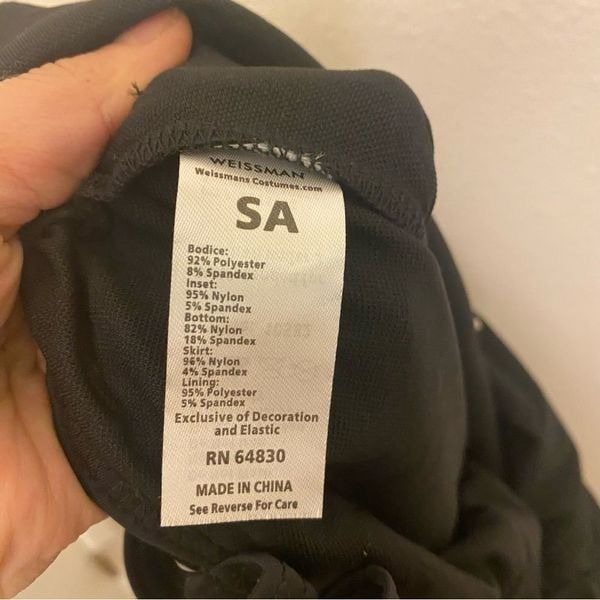 WEISSMAN
Weissmans Costumes.com
SA
Bodice:
92% Polyester
8% Spandex
Inset:
95% Nylon
5% Spandex
Bottom:
82% Nylon
18% Spandex
Skirt:
96% Nylon
4% Spandex
Lining:
95% Polyester
5% Spandex
Exclusive of Decoration
and Elastic
RN 64830
MADE IN CHINA
See Reverse For Care